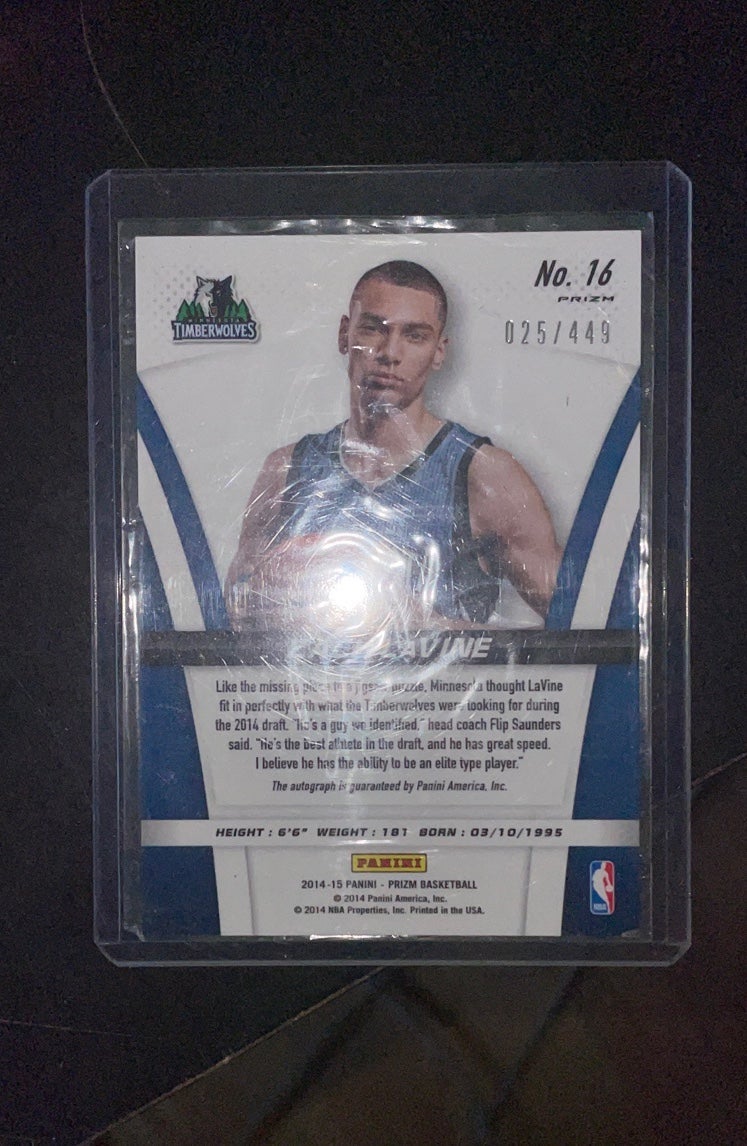 No. 16
PRIZM
025/449
MINNESOTA
TIMBERWOLVES
LAVINE
Like the missing piece to a jigsaw puzzle, Minnesota thought LaVine
fit in perfectly with what the Timberwolves were looking for during
the 2014 draft. "He's a guy we identified," head coach Flip Saunders
said. "He's the best athlete in the draft, and he has great speed.
I believe he has the ability to be an elite type player."
The autograph is guaranteed by Panini America, Inc.
HEIGHT : 6'6" WEIGHT : 181 BORN : 03/10/1995
PANINI
2014-15 PANINI - PRIZM BASKETBALL
© 2014 Panini America, Inc.
© 2014 NBA Properties, Inc. Printed in the USA.
NBA